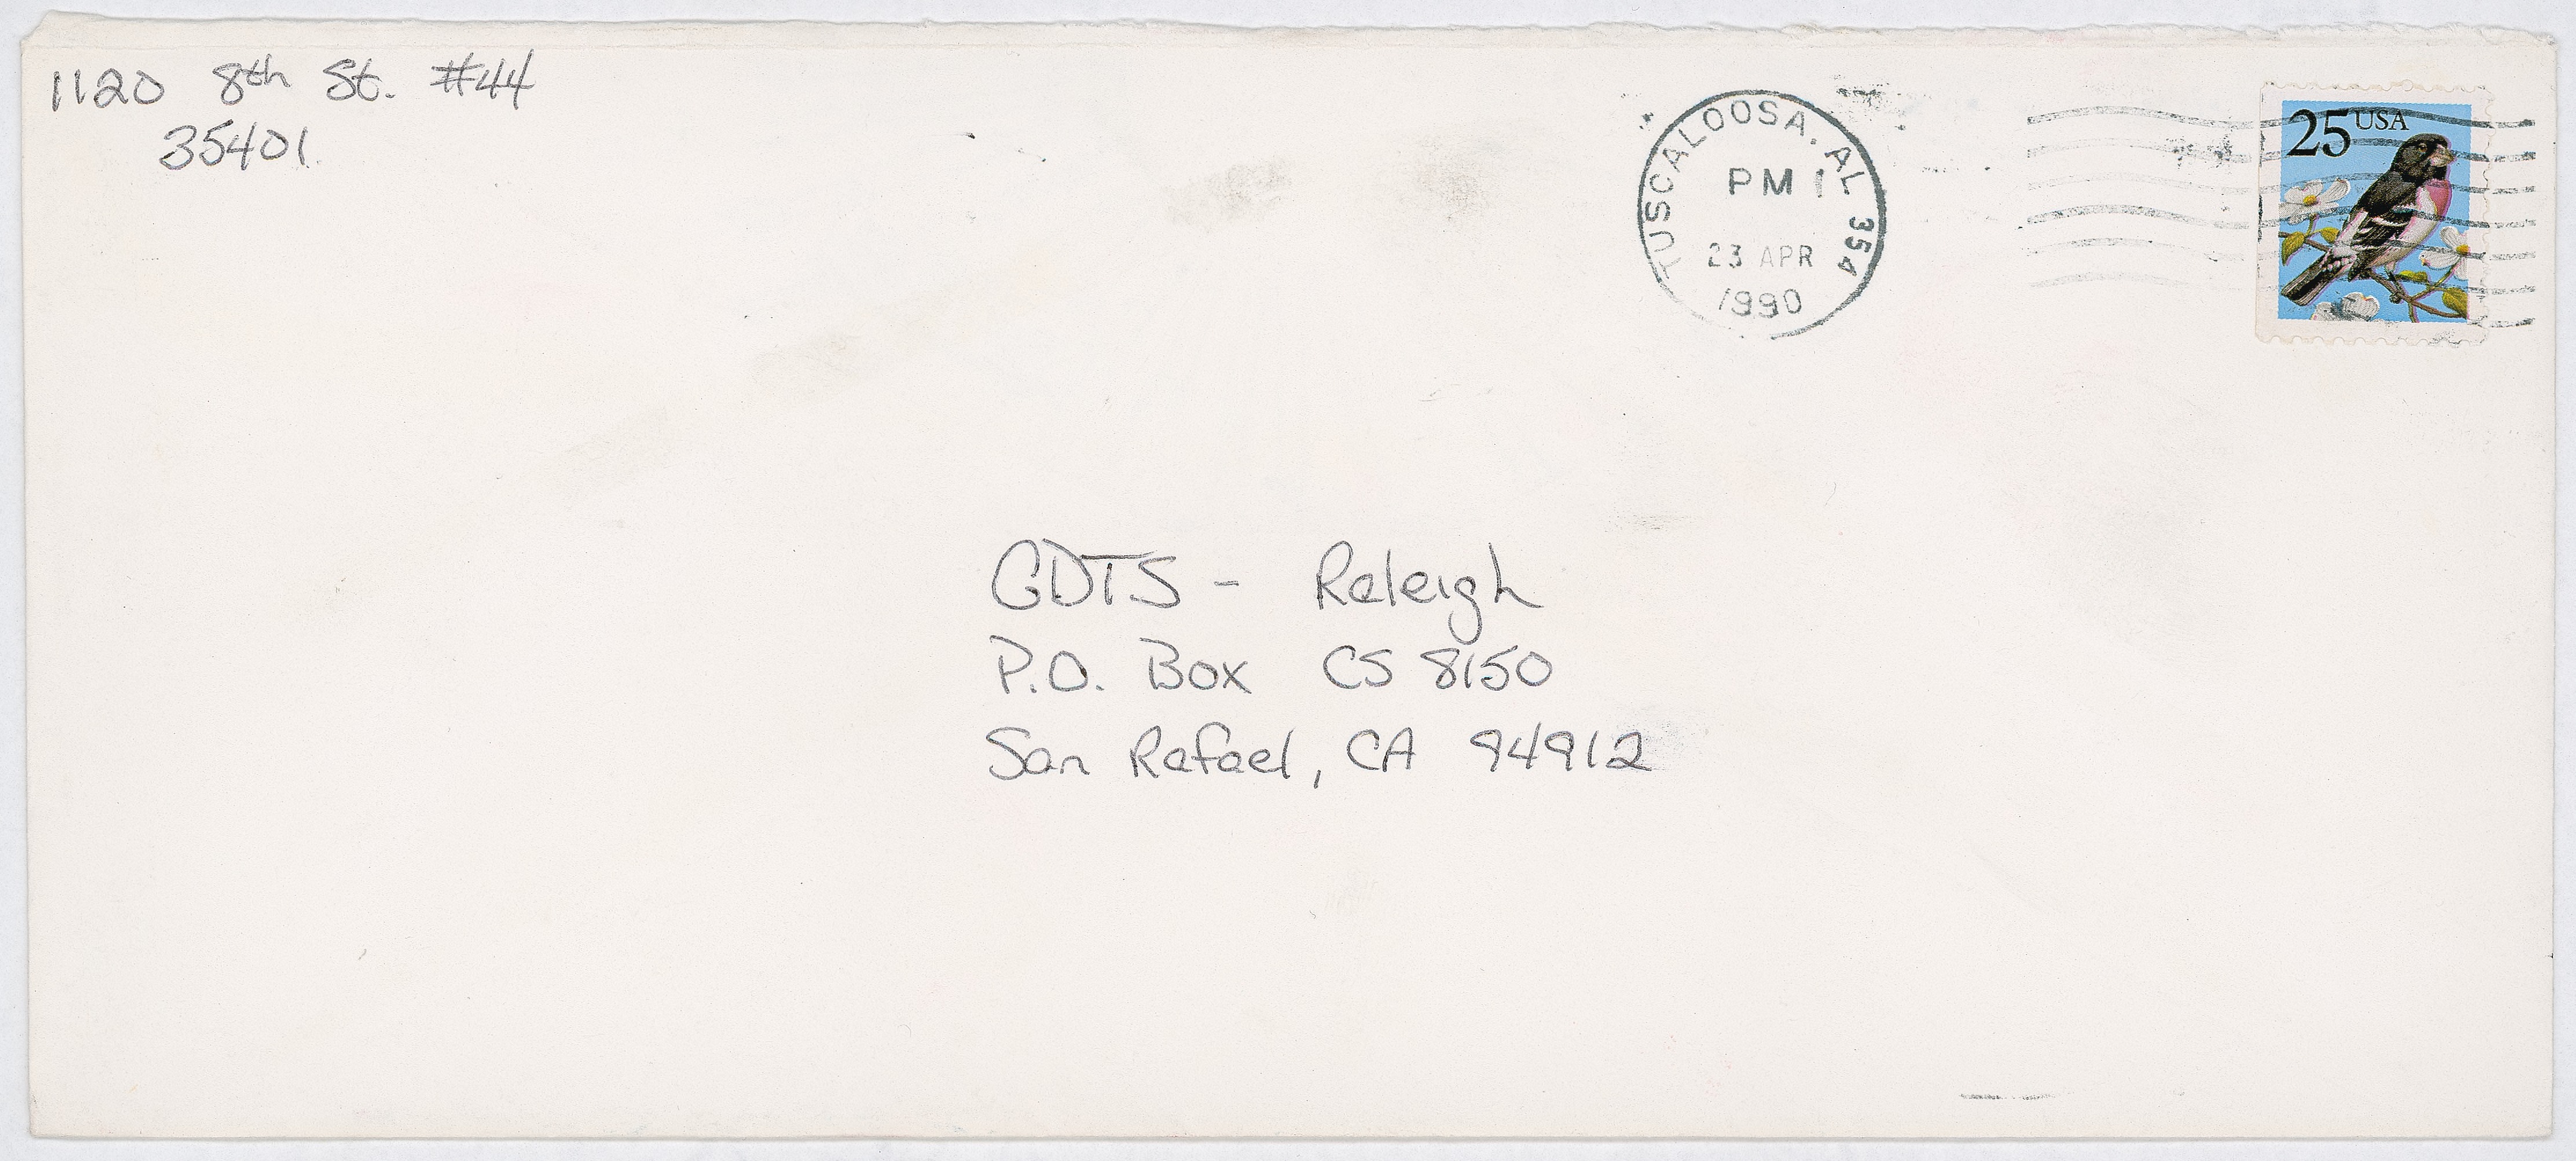 1120 8th St. #44
35401
TUSCALOOSA, AL 354
PM 1
23 APR
1990
25 USA
GDTS - Raleigh
P.O. Box CS 8150
San Rafael, CA 94912